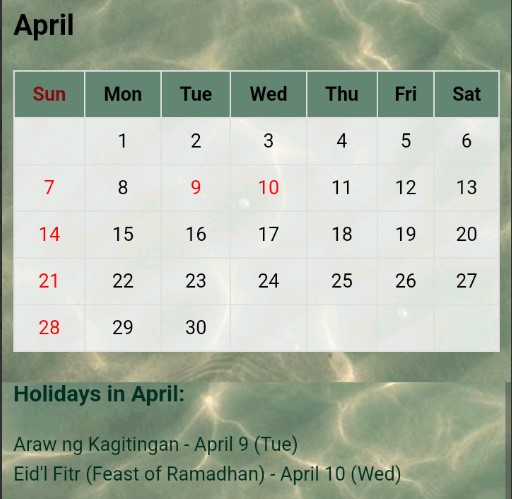 April
Sun Mon Tue Wed Thu Fri Sat
1 2 3 4 5 6
7 8 9 10 11 12 13
14 15 16 17 18 19 20
21 22 23 24 25 26 27
28 29 30
Holidays in April:
Araw ng Kagitingan - April 9 (Tue)
Eid'l Fitr (Feast of Ramadhan) - April 10 (Wed)